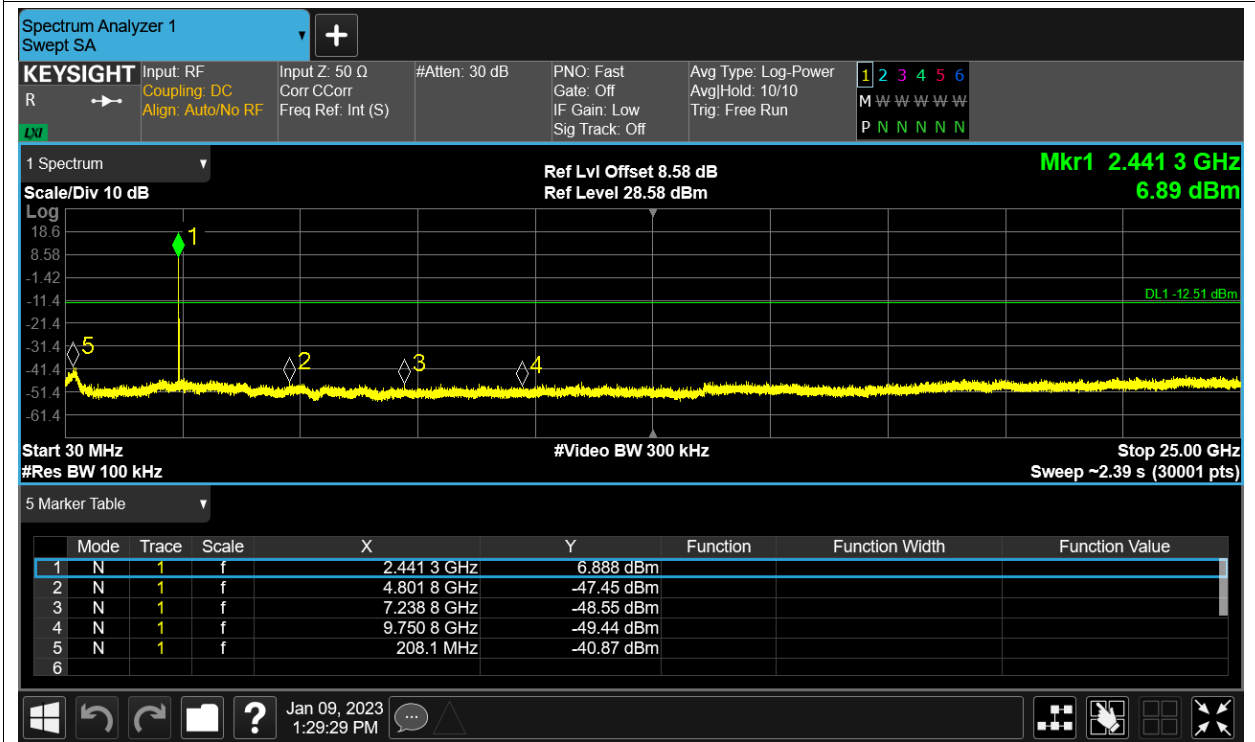 Spectrum Analyzer 1
Swept SA
+
KEYSIGHT
R
LXI
Input: RF
Coupling: DC
Align: Auto/No RF
Input Z: 50 Ω
Corr CCorr
Freq Ref: Int (S)
#Atten: 30 dB
PNO: Fast
Gate: Off
IF Gain: Low
Sig Track: Off
Avg Type: Log-Power
Avg|Hold: 10/10
Trig: Free Run
1 2 3 4 5 6
M W W W W W
P N N N N N
1 Spectrum
Scale/Div 10 dB
Ref Lvl Offset 8.58 dB
Ref Level 28.58 dBm
Mkr1 2.441 3 GHz
6.89 dBm
Log
18.6
8.58
-1.42
-11.4
-21.4
-31.4
-41.4
-51.4
-61.4
1
DL1 -12.51 dBm
5
2
3
4
Start 30 MHz
#Video BW 300 kHz
Stop 25.00 GHz
#Res BW 100 kHz
Sweep ~2.39 s (30001 pts)
5 Marker Table
Mode Trace Scale X Y Function Function Width Function Value
1 N 1 f 2.441 3 GHz 6.888 dBm
2 N 1 f 4.801 8 GHz -47.45 dBm
3 N 1 f 7.238 8 GHz -48.55 dBm
4 N 1 f 9.750 8 GHz -49.44 dBm
5 N 1 f 208.1 MHz -40.87 dBm
6
?
Jan 09, 2023
1:29:29 PM